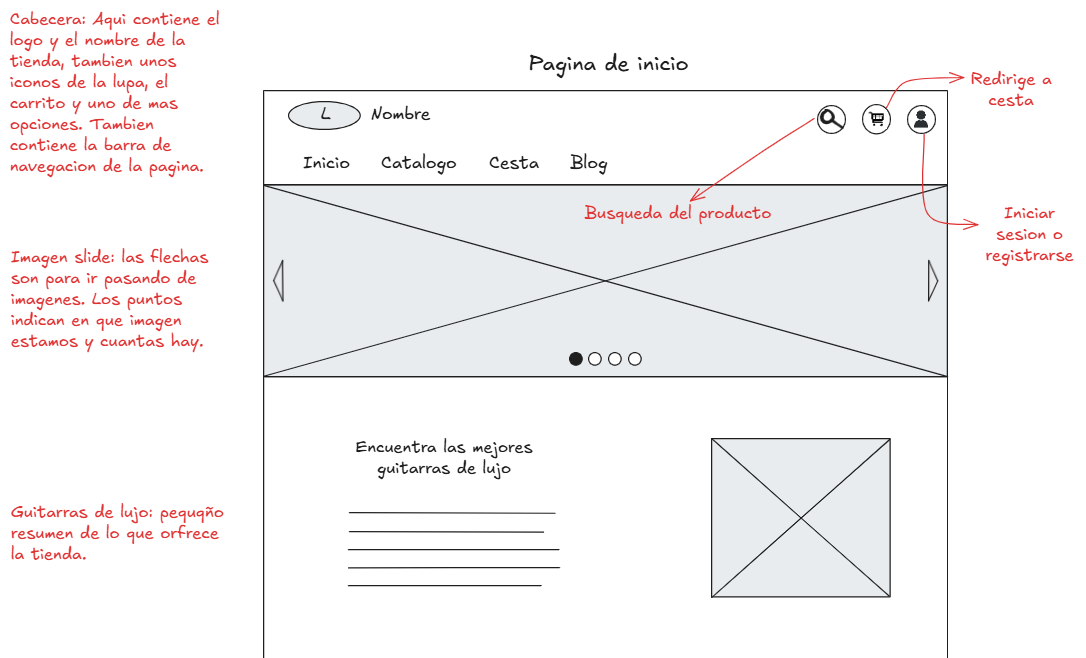 Cabecera: Aqui contiene el
logo y el nombre de la
tienda, tambien unos
iconos de la lupa, el
carrito y uno de mas
opciones. Tambien
contiene la barra de
navegacion de la pagina.
Pagina de inicio
L
Nombre
Redirige a
cesta
Inicio
Catalogo
Cesta
Blog
Busqueda del producto
Iniciar
sesion o
registrarse
Imagen slide: las flechas
son para ir pasando de
imagenes. Los puntos
indican en que imagen
estamos y cuantas hay.
Encuentra las mejores
guitarras de lujo
Guitarras de lujo: pequqño
resumen de lo que orfrece
la tienda.